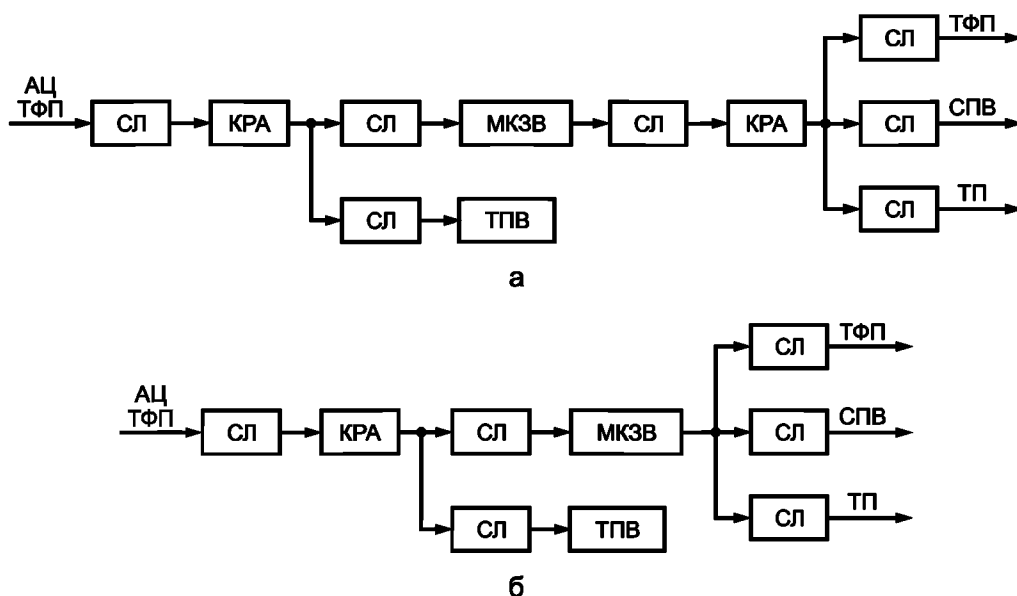 СЛ ТФП
АЦ
ТФП
СЛ КРА СЛ МКЗВ СЛ КРА СЛ СПВ
СЛ ТПВ СЛ ТП
а
СЛ ТФП
АЦ
ТФП
СЛ КРА СЛ МКЗВ СЛ СПВ
СЛ ТПВ СЛ ТП
б